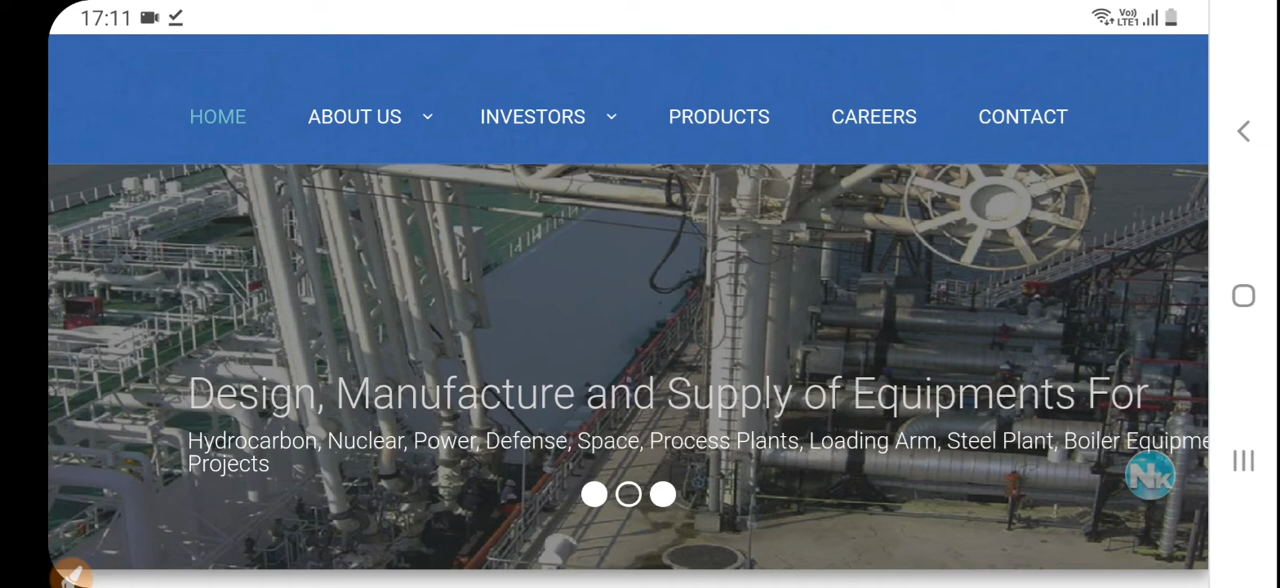 17:11
Vo))
LTE1
HOME ABOUT US INVESTORS PRODUCTS CAREERS CONTACT
Design, Manufacture and Supply of Equipments For
Hydrocarbon, Nuclear, Power, Defense, Space, Process Plants, Loading Arm, Steel Plant, Boiler Equipme
Projects
NK